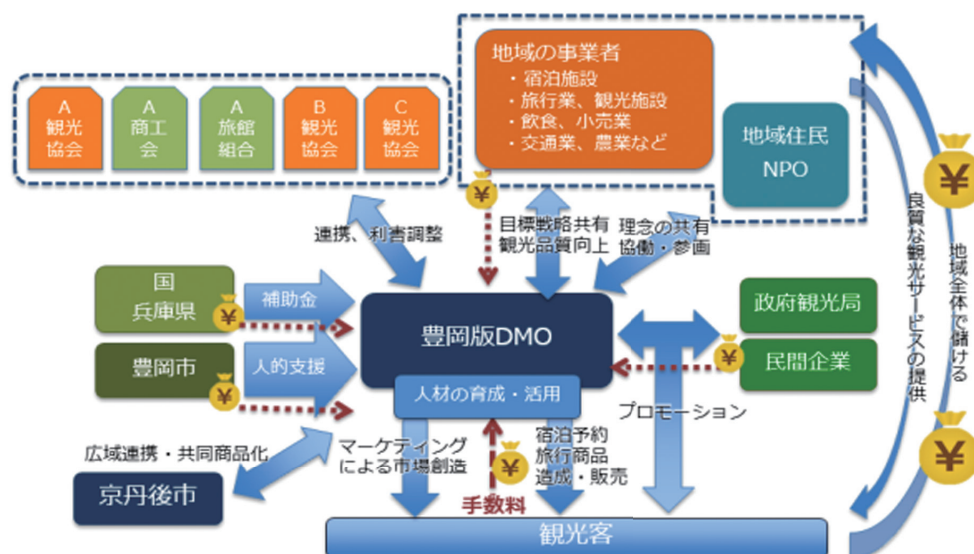 地域の事業者
・宿泊施設
・旅行業、観光施設
・飲食、小売業
・交通業、農業など
A
観光
協会
A
商工
会
A
旅館
組合
B
観光
協会
C
観光
協会
地域住民
NPO
¥
¥
連携、利害調整
目標戦略共有
観光品質向上
理念の共有
協働・参画
良質な観光サービスの提供
地域全体で儲ける
国
兵庫県
¥
補助金
豊岡版DMO
政府観光局
民間企業
¥
豊岡市
¥
人的支援
人材の育成・活用
プロモーション
広域連携・共同商品化
マーケティング
による市場創造
¥
宿泊予約
旅行商品
造成・販売
¥
京丹後市
手数料
観光客